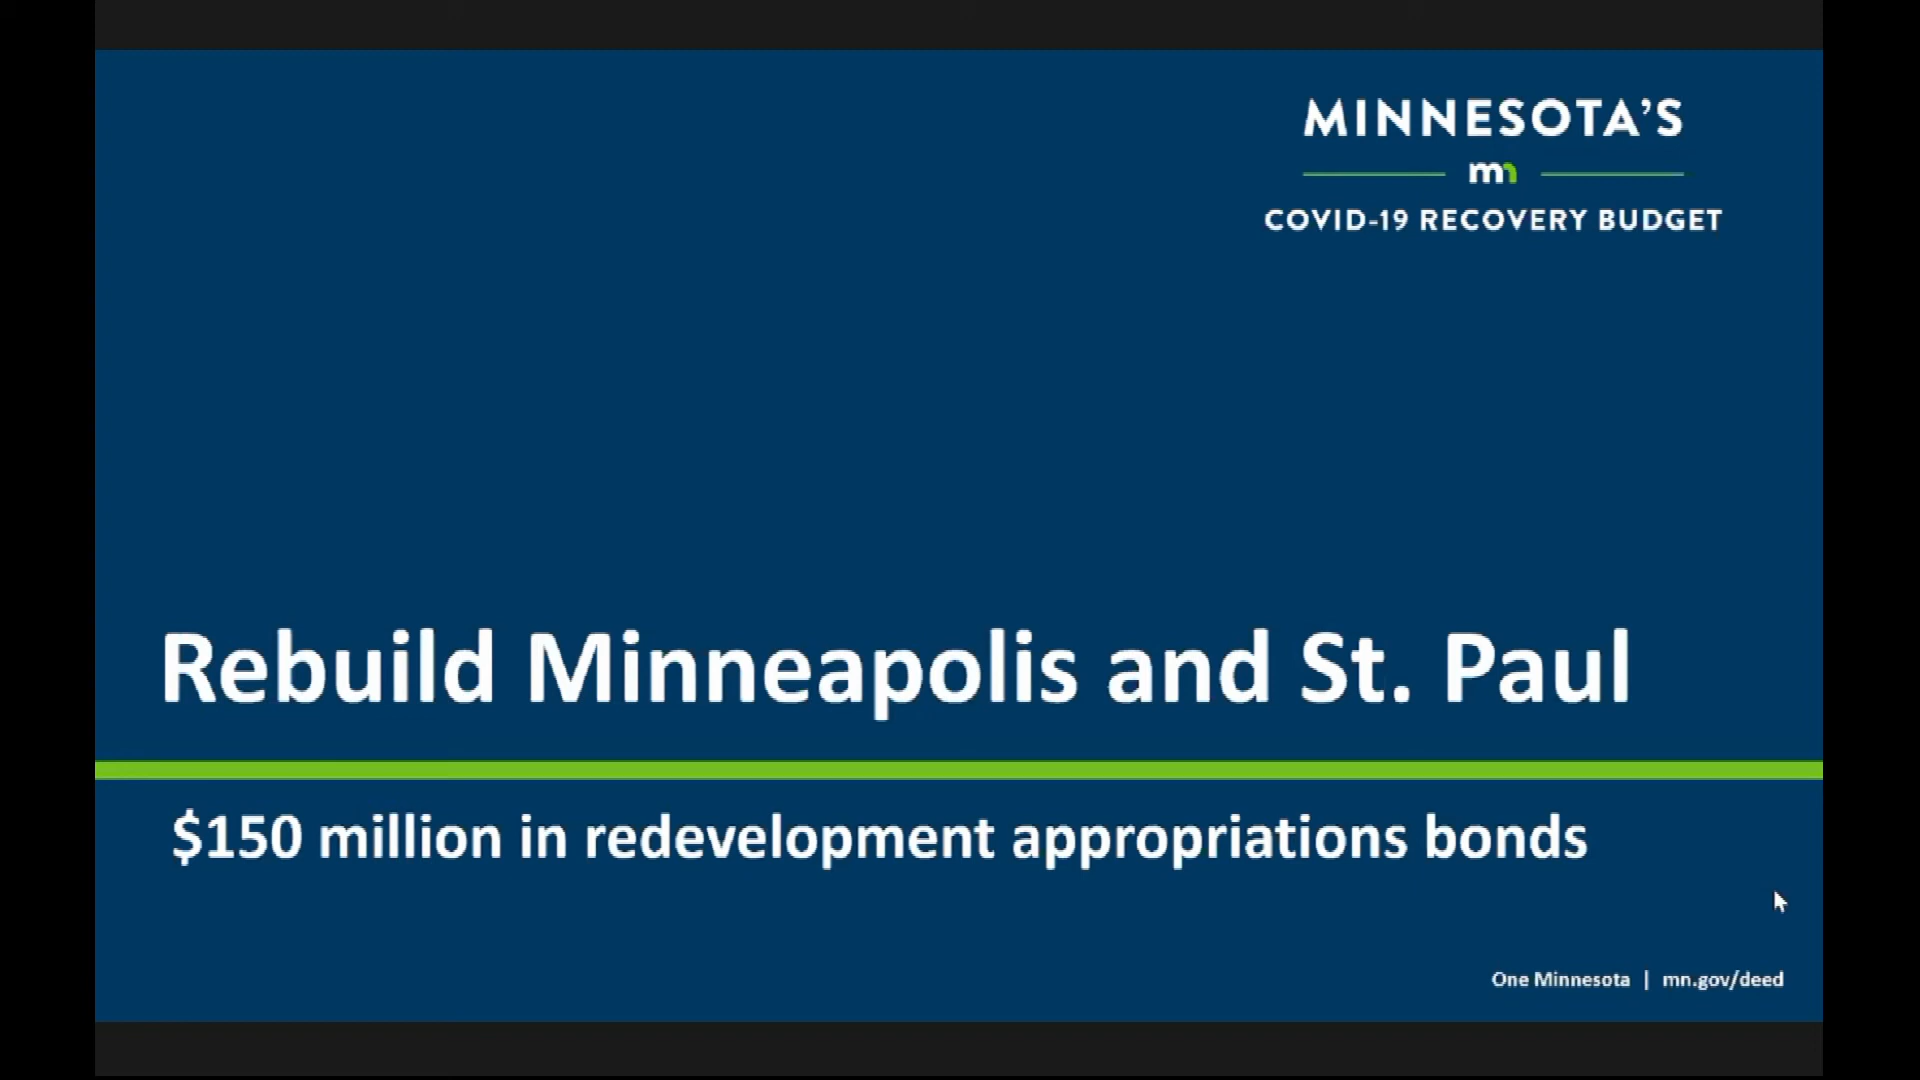 MINNESOTA'S
mn
COVID-19 RECOVERY BUDGET
Rebuild Minneapolis and St. Paul
$150 million in redevelopment appropriations bonds
One Minnesota | mn.gov/deed